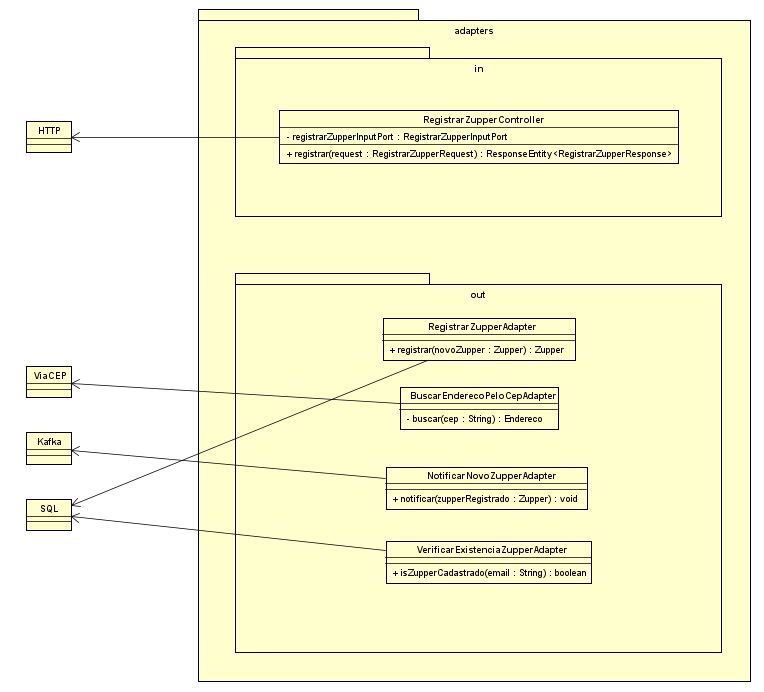 adapters
in
RegistrarZupperController
- registrarZupperInputPort : RegistrarZupperInputPort
+ registrar(request : RegistrarZupperRequest) : ResponseEntity<RegistrarZupperResponse>
HTTP
out
RegistrarZupperAdapter
+ registrar(novoZupper : Zupper) : Zupper
ViaCEP
BuscarEnderecoPeloCepAdapter
- buscar(cep : String) : Endereco
Kafka
NotificarNovoZupperAdapter
+ notificar(zupperRegistrado : Zupper) : void
SQL
VerificarExistenciaZupperAdapter
+ isZupperCadastrado(email : String) : boolean